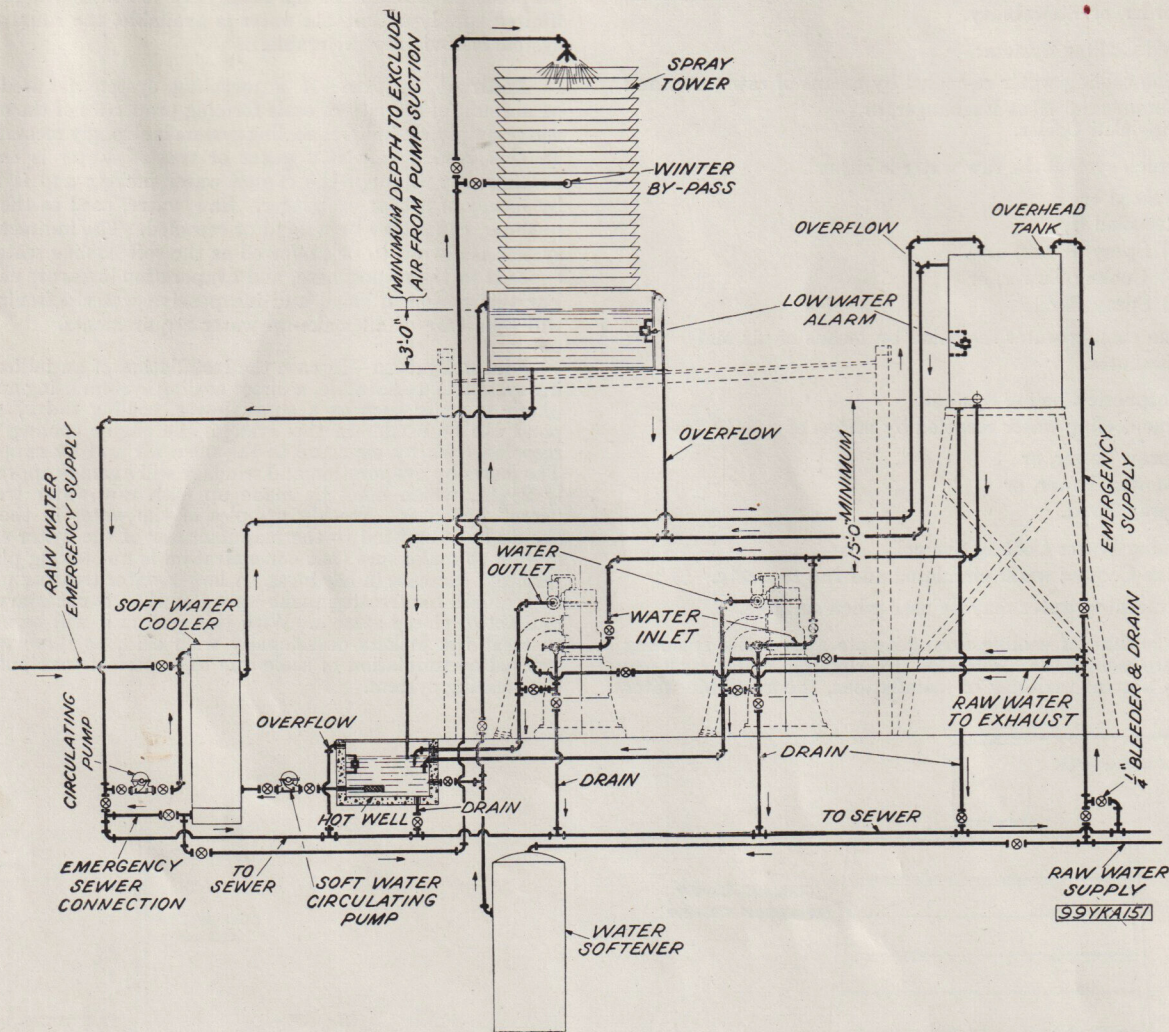 SPRAY
TOWER
MINIMUM DEPTH TO EXCLUDE
AIR FROM PUMP SUCTION
3'-0"
WINTER
BY-PASS
OVERFLOW
OVERHEAD
TANK
LOW WATER
ALARM
OVERFLOW
15'-0" MINIMUM
EMERGENCY
SUPPLY
RAW WATER
EMERGENCY SUPPLY
SOFT WATER
COOLER
WATER
OUTLET
WATER
INLET
CIRCULATING
PUMP
OVERFLOW
RAW WATER
TO EXHAUST
1/4" BLEEDER & DRAIN
HOT WELL
DRAIN
DRAIN
DRAIN
TO SEWER
EMERGENCY
SEWER
CONNECTION
TO
SEWER
SOFT WATER
CIRCULATING
PUMP
WATER
SOFTENER
RAW WATER
SUPPLY
99YKA151